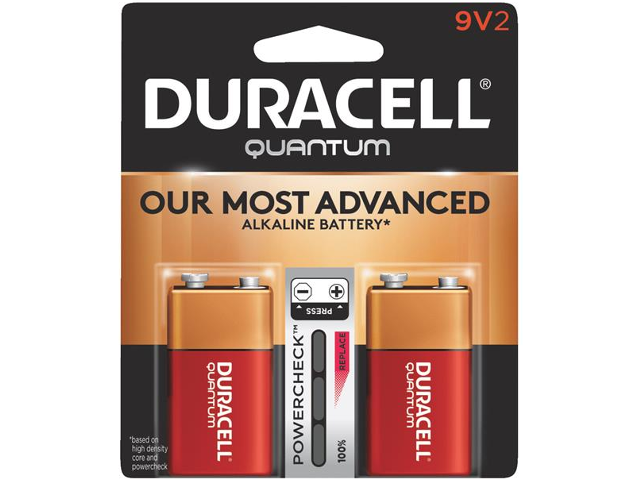 9V2
DURACELL®
QUANTUM
OUR MOST ADVANCED
ALKALINE BATTERY*
DURACELL
QUANTUM
− +
PRESS
POWERCHECK™
REPLACE
100%
DURACELL
QUANTUM
*based on
high density
core and
powercheck